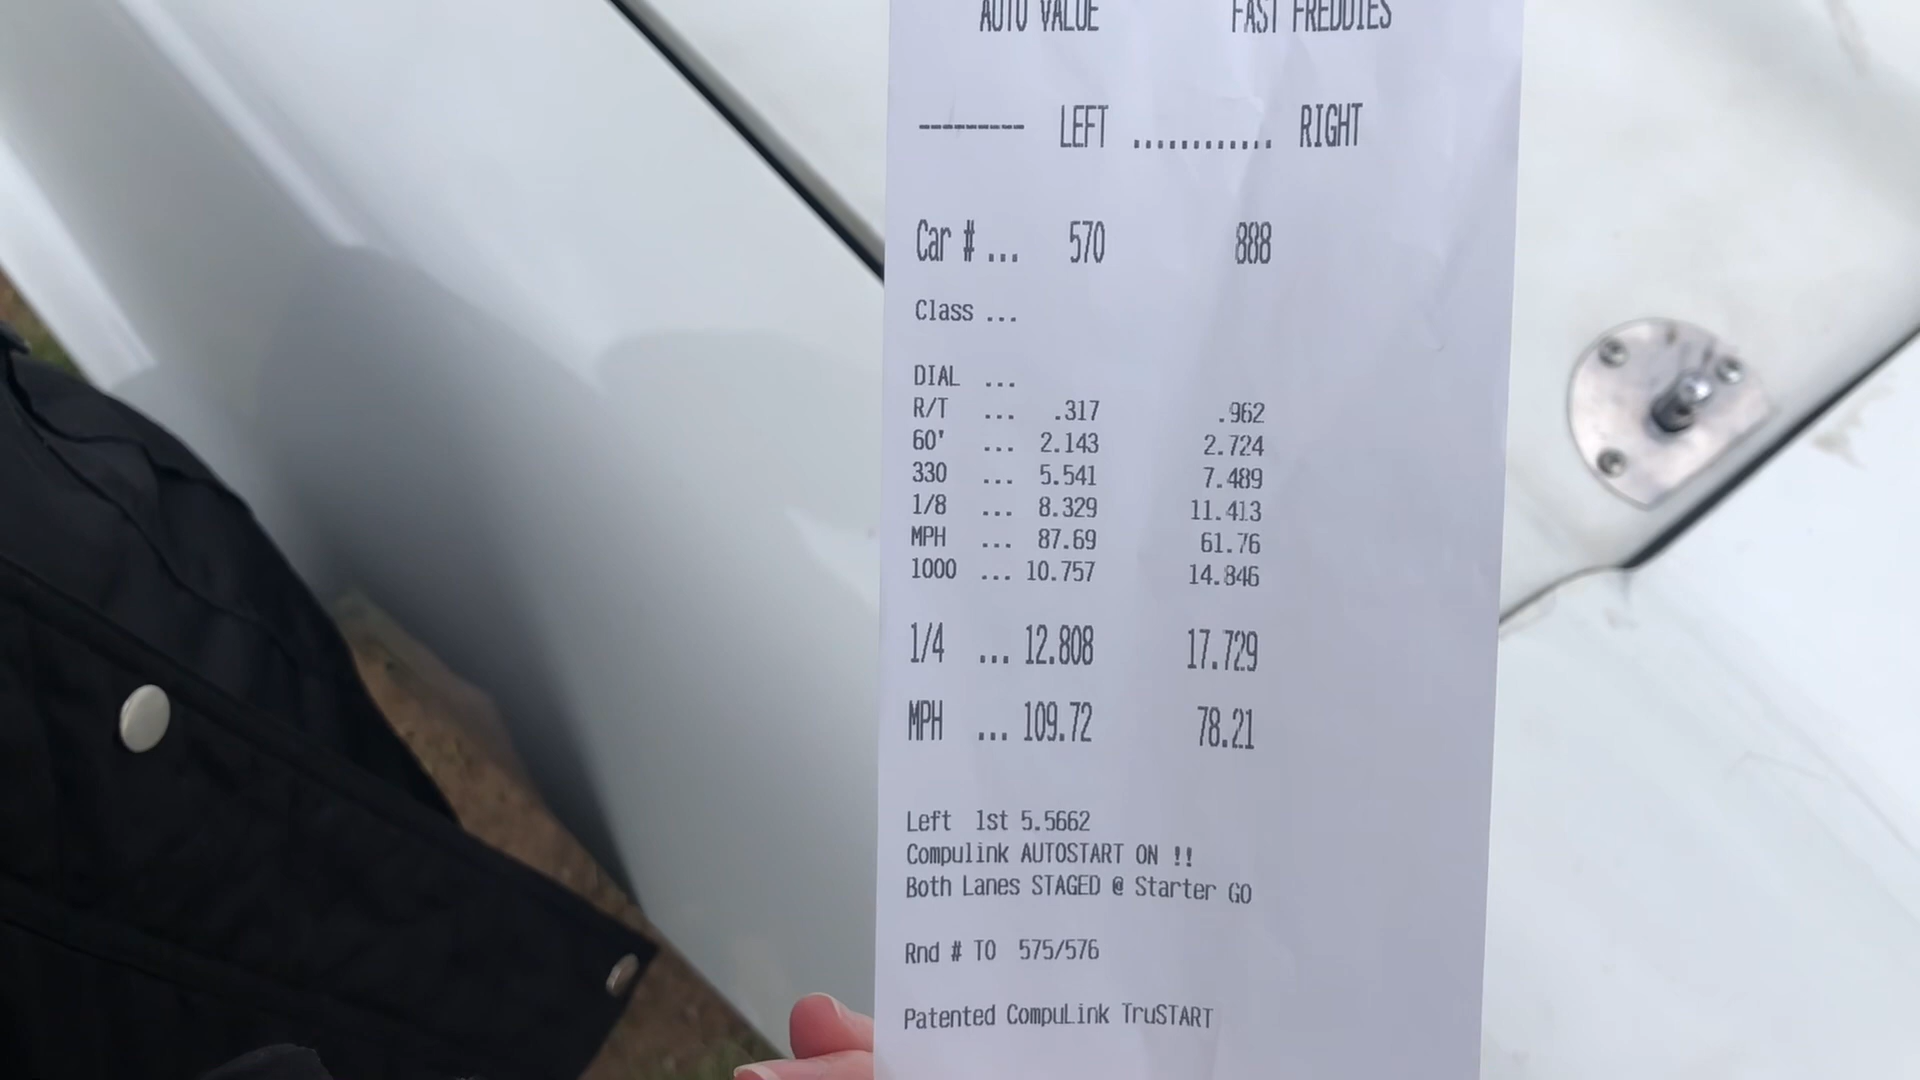 AUTO VALUE FAST FREDDIES
--------- LEFT ............ RIGHT
Car # ... 570 888
Class ...
DIAL ...
R/T ... .317 .962
60' ... 2.143 2.724
330 ... 5.541 7.489
1/8 ... 8.329 11.413
MPH ... 87.69 61.76
1000 ... 10.757 14.846
1/4 ... 12.808 17.729
MPH ... 109.72 78.21
Left 1st 5.5662
Compulink AUTOSTART ON !!
Both Lanes STAGED @ Starter GO
Rnd # TO 575/576
Patented CompuLink TruSTART